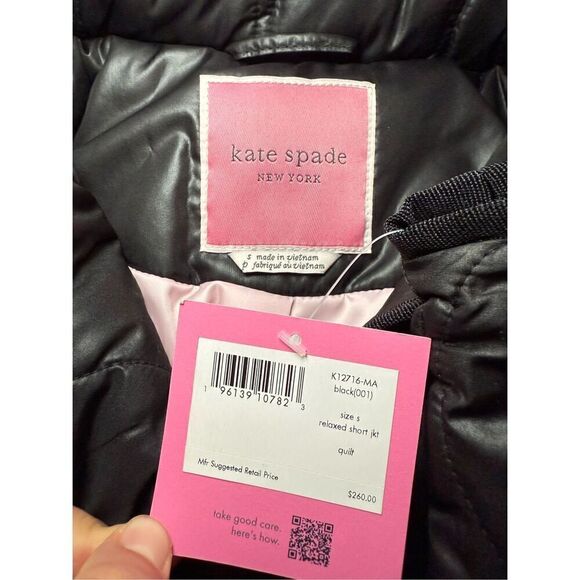 kate spade
NEW YORK
s made in vietnam
p fabriqué au vietnam
K12716-MA
black(001)
size s
relaxed short jkt
quilt
1 96139 10782 3
Mfr Suggested Retail Price
$260.00
take good care.
here's how.